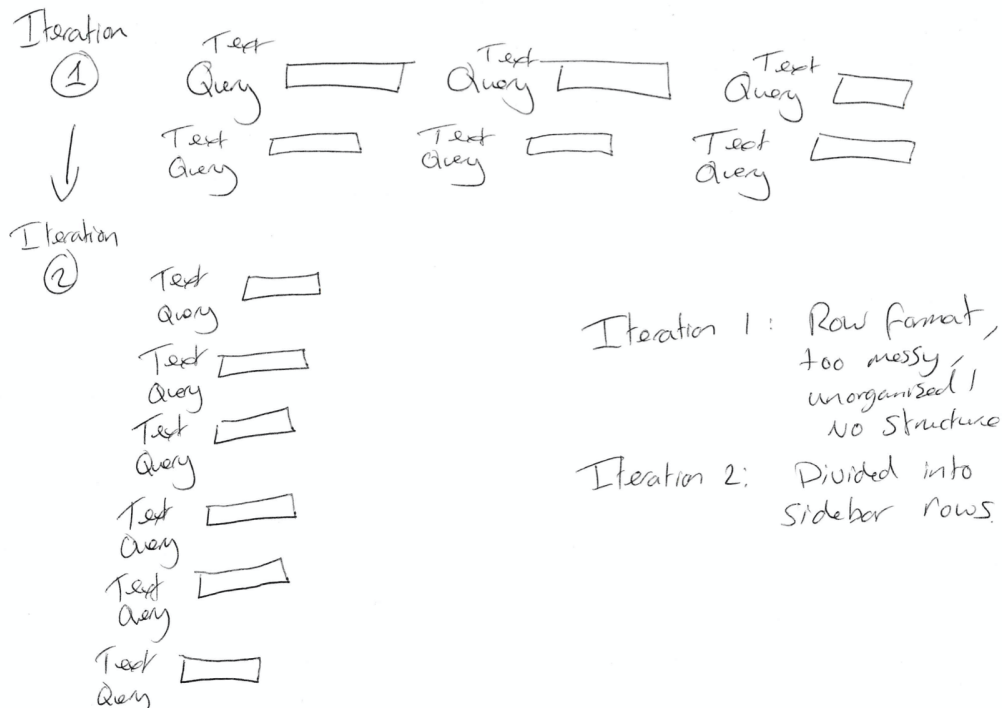 Iteration
1
Text
Query
Text
Query
Text
Query
Text
Query
Text
Query
Text
Query
Iteration
2
Text
Query
Text
Query
Text
Query
Text
Query
Text
Query
Text
Query
Iteration 1: Row format,
too messy,
unorganised/
No structure
Iteration 2: Divided into
sidebar rows.